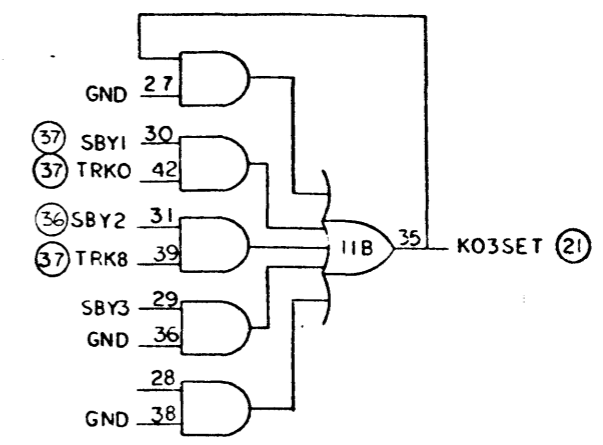 GND 27
37 SBY1 30
37 TRK0 42
36 SBY2 31
37 TRK8 39
11B 35 K03SET 21
SBY3 29
GND 36
28
GND 38